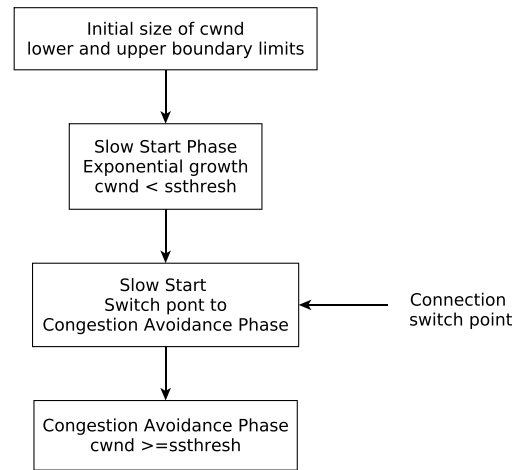 Initial size of cwnd
lower and upper boundary limits
Slow Start Phase
Exponential growth
cwnd < ssthresh
Slow Start
Switch pont to
Congestion Avoidance Phase
Connection
switch point
Congestion Avoidance Phase
cwnd >=ssthresh